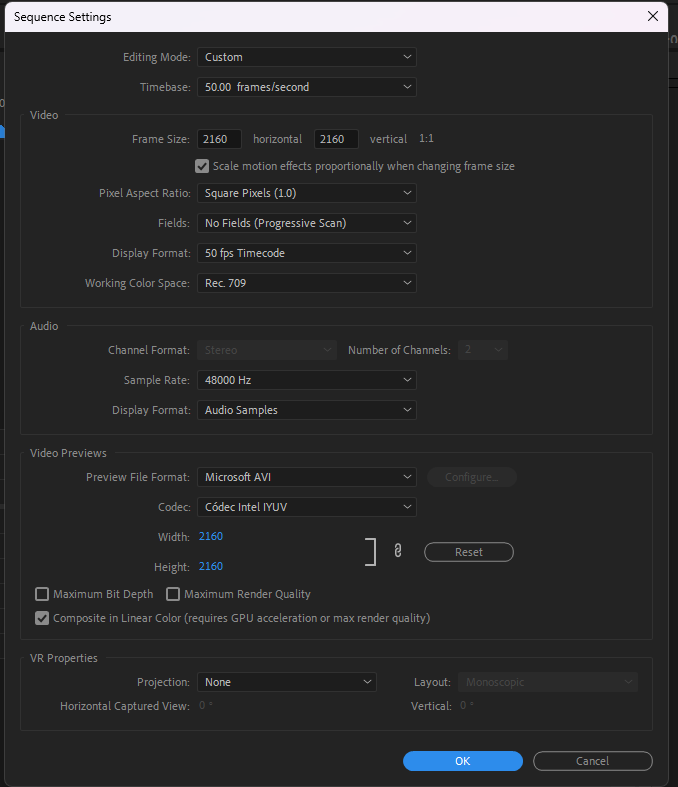 Sequence Settings
Editing Mode: Custom
Timebase: 50.00 frames/second
Video
Frame Size: 2160 horizontal 2160 vertical 1:1
Scale motion effects proportionally when changing frame size
Pixel Aspect Ratio: Square Pixels (1.0)
Fields: No Fields (Progressive Scan)
Display Format: 50 fps Timecode
Working Color Space: Rec. 709
Audio
Channel Format: Stereo Number of Channels: 2
Sample Rate: 48000 Hz
Display Format: Audio Samples
Video Previews
Preview File Format: Microsoft AVI Configure...
Codec: Códec Intel IYUV
Width: 2160
Height: 2160
Reset
Maximum Bit Depth Maximum Render Quality
Composite in Linear Color (requires GPU acceleration or max render quality)
VR Properties
Projection: None Layout: Monoscopic
Horizontal Captured View: 0 ° Vertical: 0 °
OK Cancel